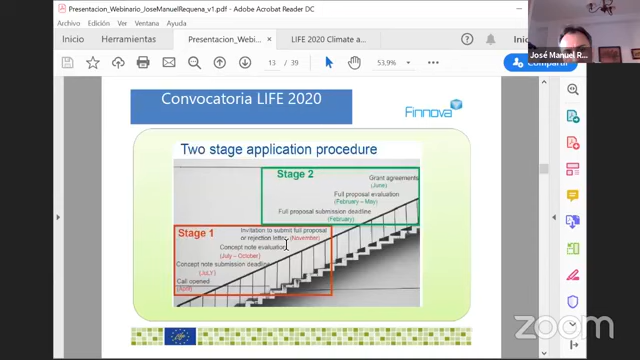 Presentacion_Webinario_JoseManuelRequena_v1.pdf - Adobe Acrobat Reader DC
Archivo Edición Ver Firmar Ventana Ayuda
Inicio Herramientas Presentacion_Webi... × LIFE 2020 Climate a... Inic
13 / 39 53,9% Compartir
José Manuel R...
Convocatoria LIFE 2020
Finnova
Two stage application procedure
Stage 2
Grant agreements
(June)
Full proposal evaluation
(February – May)
Full proposal submission deadline
(February)
Stage 1
Invitation to submit full proposal
or rejection letter (November)
Concept note evaluation
(July – October)
Concept note submission deadline
(JuLY)
Call opened
(April)
zoom